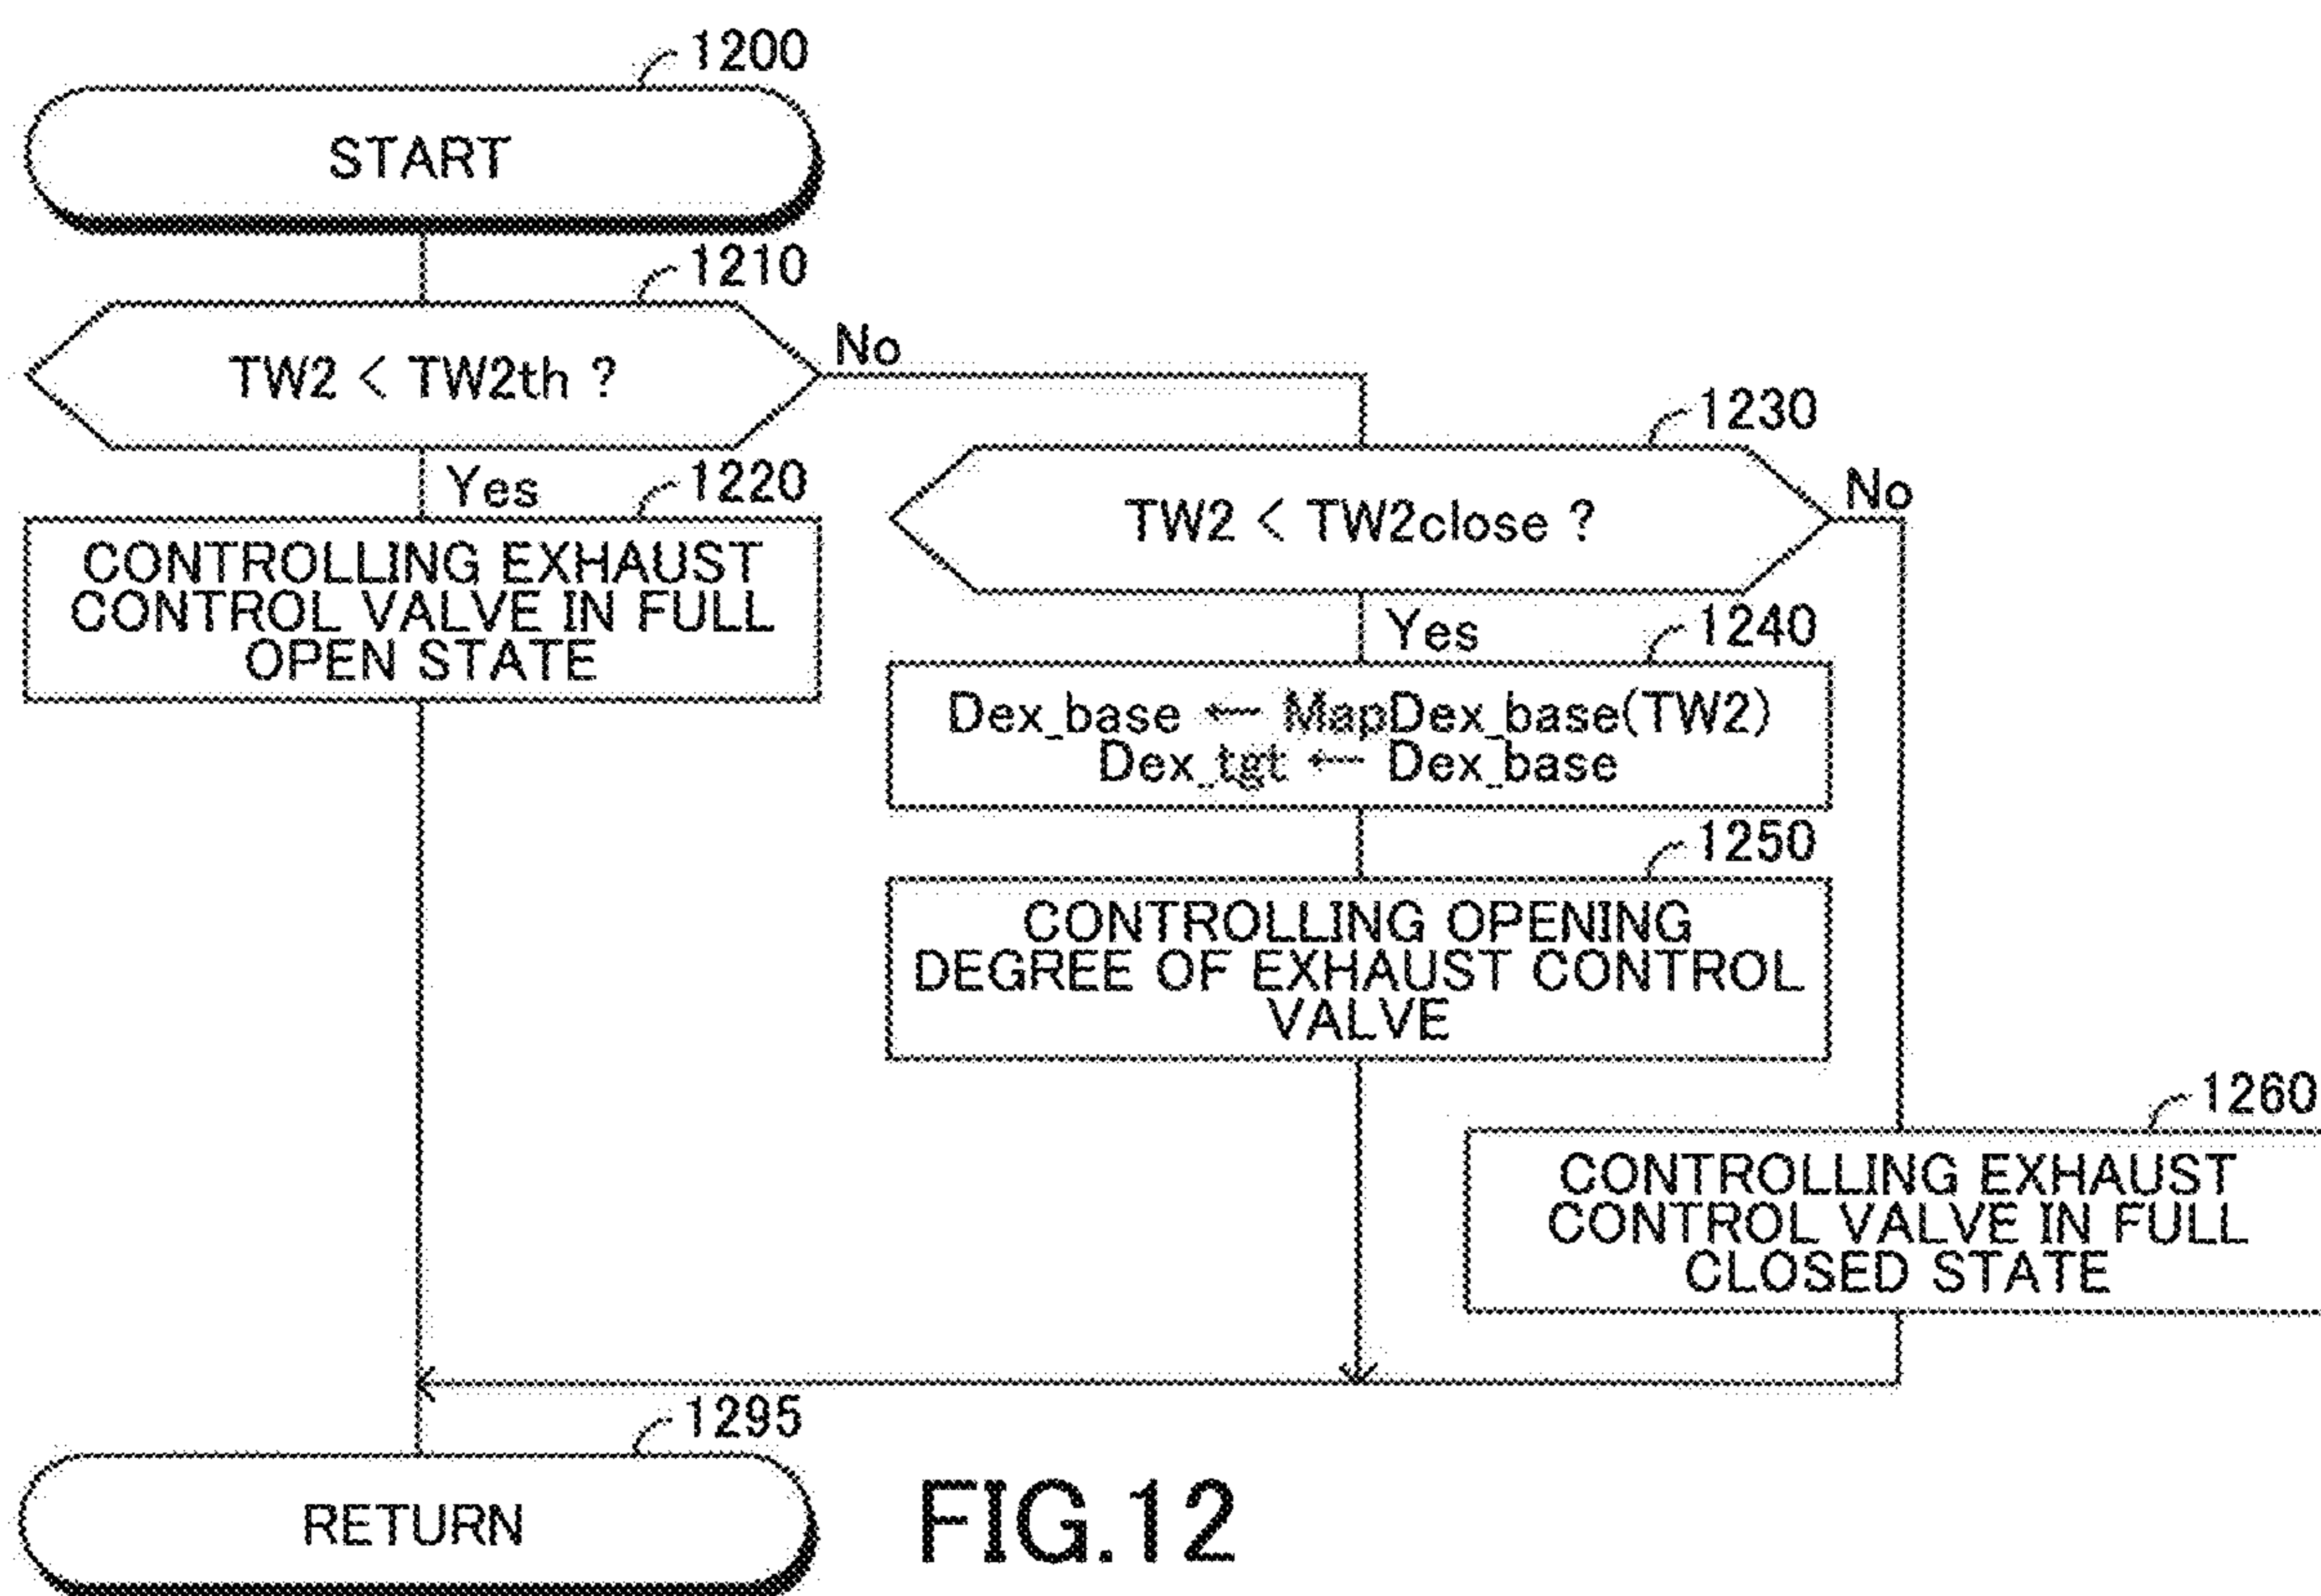 1200
START
1210
TW2 < TW2th ?
No
Yes
1220
CONTROLLING EXHAUST
CONTROL VALVE IN FULL
OPEN STATE
1230
TW2 < TW2close ?
No
Yes
1240
Dex_base ← MapDex_base(TW2)
Dex_tgt ← Dex_base
1250
CONTROLLING OPENING
DEGREE OF EXHAUST CONTROL
VALVE
1260
CONTROLLING EXHAUST
CONTROL VALVE IN FULL
CLOSED STATE
1295
RETURN
FIG.12